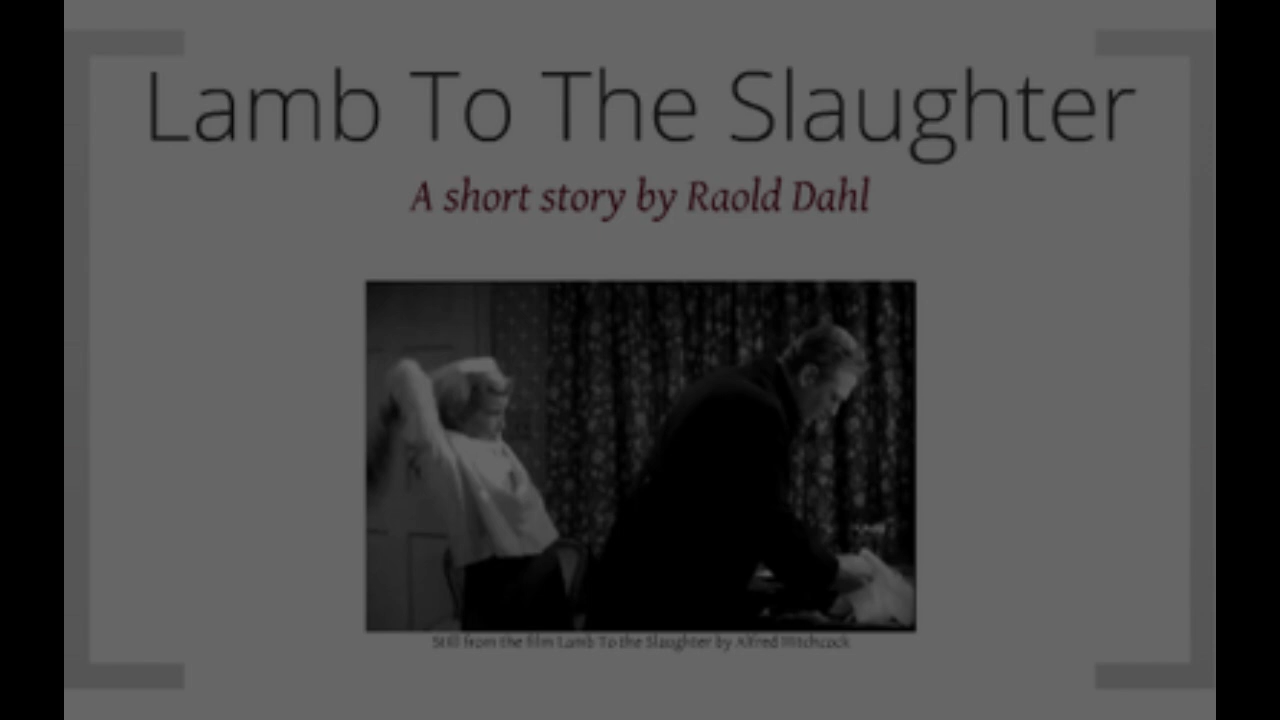 Lamb To The Slaughter
A short story by Raold Dahl
Still from the film Lamb To the Slaughter by Alfred Hitchcock